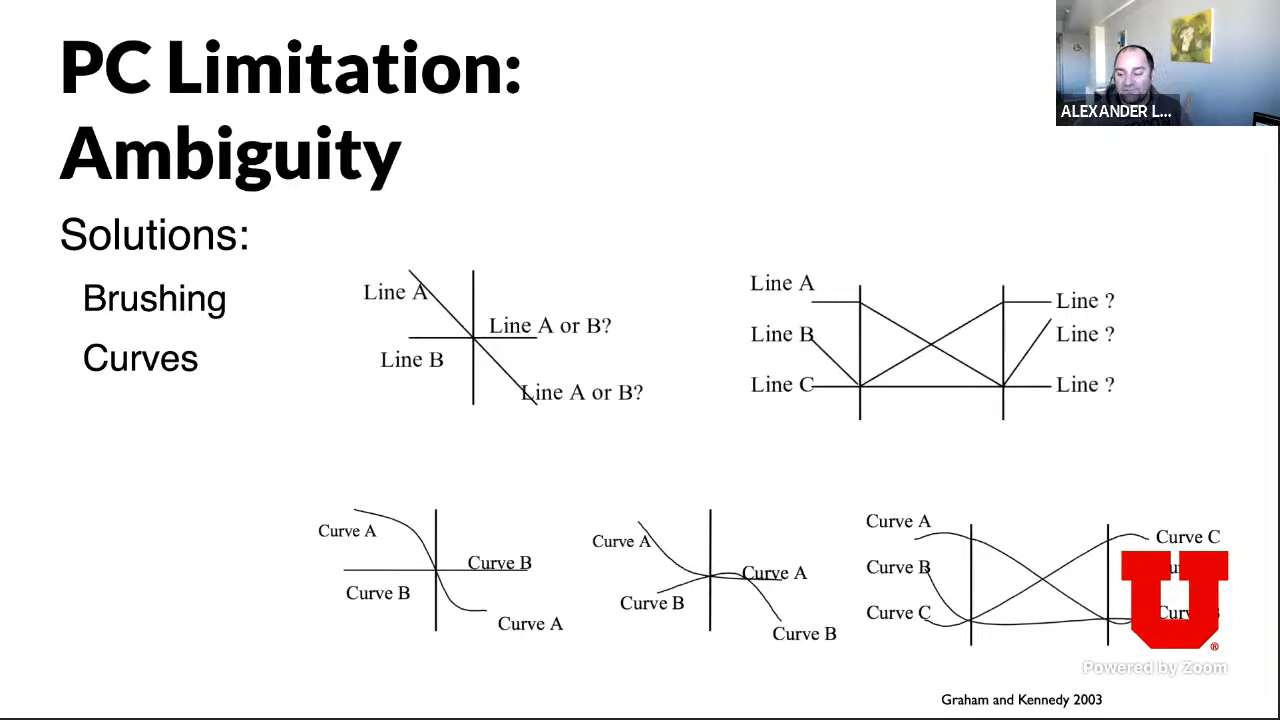 PC Limitation:
Ambiguity
ALEXANDER L...
Solutions:
Brushing
Curves
Line A
Line A or B?
Line B
Line A or B?
Line A
Line ?
Line B
Line ?
Line C
Line ?
Curve A
Curve B
Curve B
Curve A
Curve A
Curve A
Curve B
Curve B
Curve A
Curve C
Curve B
Curve C
U
®
Powered by Zoom
Graham and Kennedy 2003